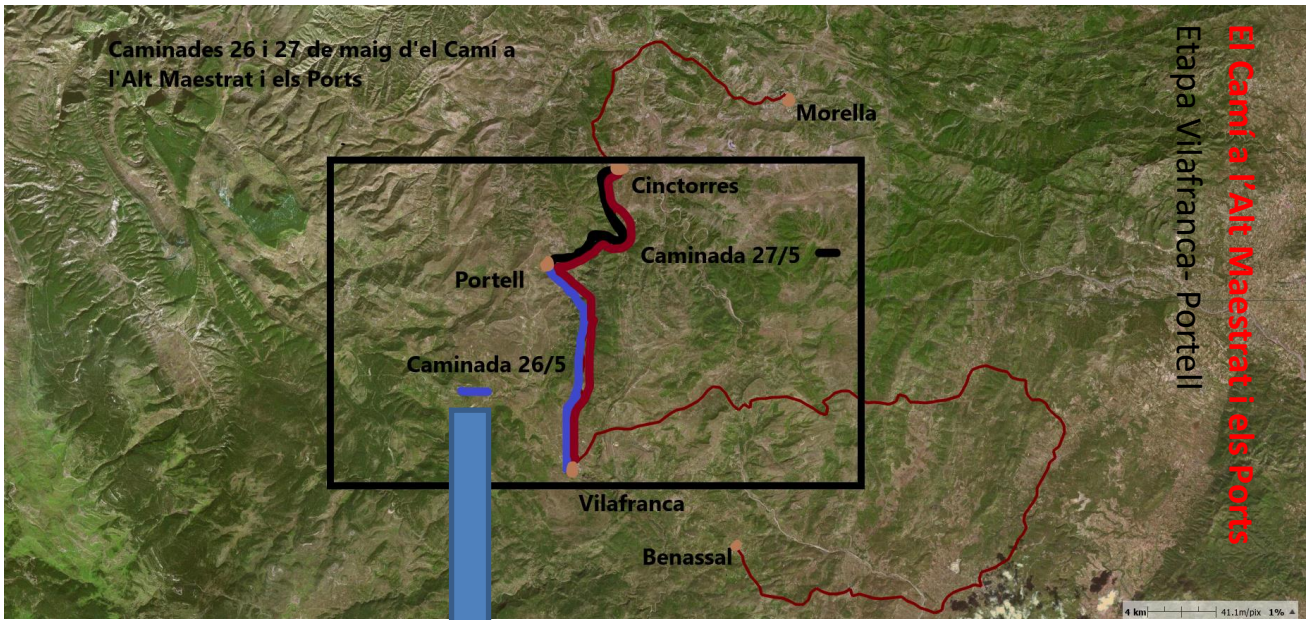 Caminades 26 i 27 de maig d'el Camí a
l'Alt Maestrat i els Ports
El Camí a l'Alt Maestrat i els Ports
Etapa Vilafranca- Portell
Morella
Cinctorres
Caminada 27/5
Portell
Caminada 26/5
Vilafranca
Benassal
4 km 41.1m/pix 1%